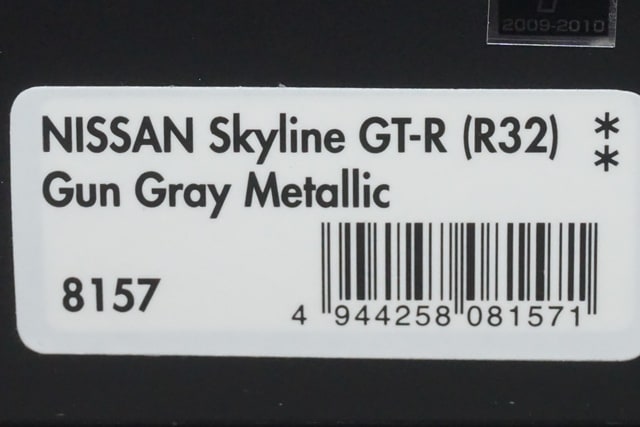 2009-2010
NISSAN Skyline GT-R (R32) *
Gun Gray Metallic *
8157
4 944258 081571